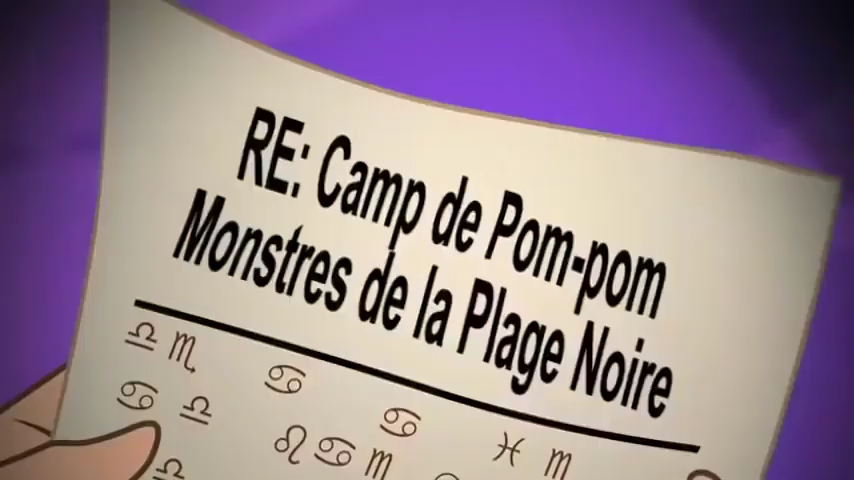 RE: Camp de Pom-pom
Monstres de la Plage Noire
♎ ♏ ♋ ♋ ♓ ♏
♋ ♎ ♌ ♋ ♏
♎